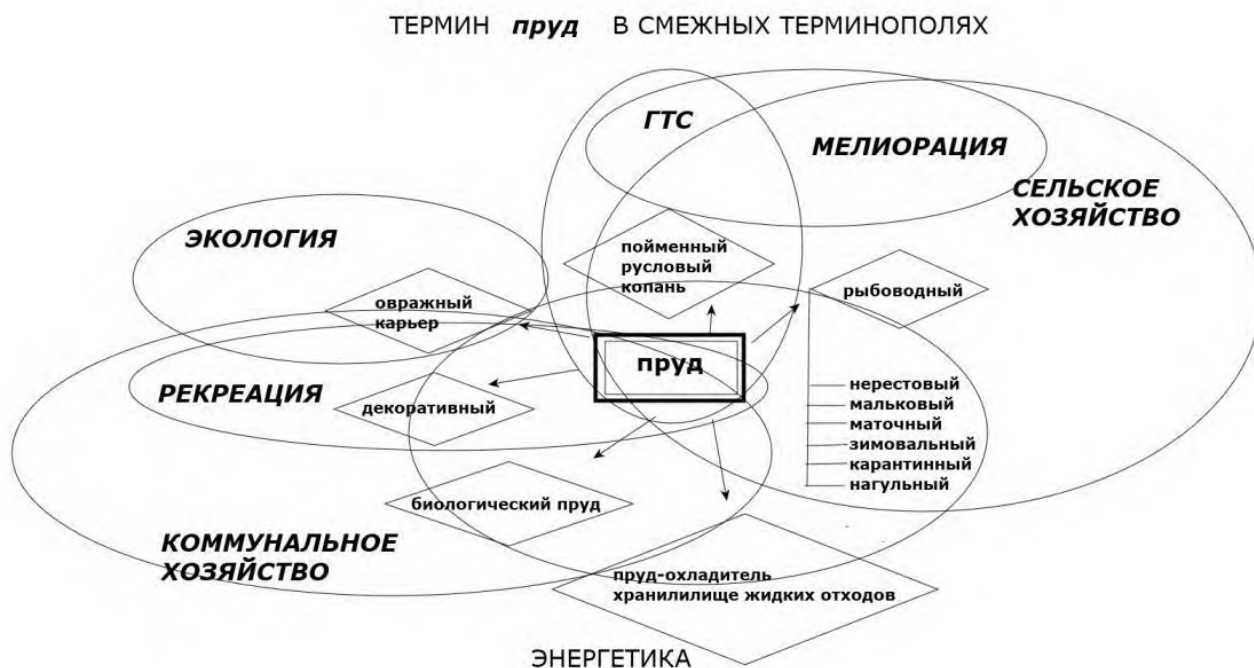 ТЕРМИН пруд В СМЕЖНЫХ ТЕРМИНОПОЛЯХ
ГТС
МЕЛИОРАЦИЯ
СЕЛЬСКОЕ
ХОЗЯЙСТВО
ЭКОЛОГИЯ
пойменный
русловый
копань
рыбоводный
овражный
карьер
пруд
РЕКРЕАЦИЯ
декоративный
нерестовый
мальковый
маточный
зимовальный
карантинный
нагульный
биологический пруд
КОММУНАЛЬНОЕ
ХОЗЯЙСТВО
пруд-охладитель
хранилилище жидких отходов
ЭНЕРГЕТИКА